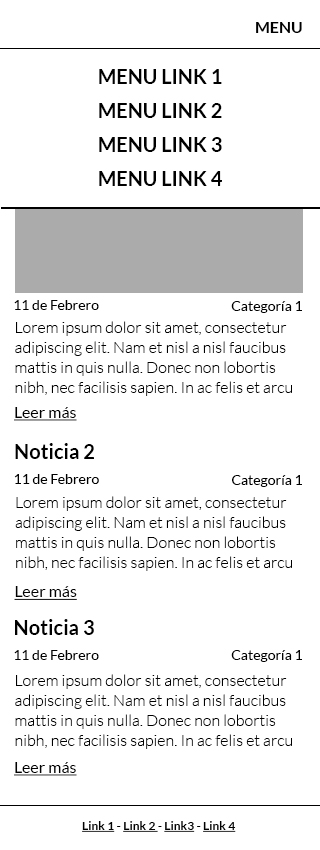 MENU
MENU LINK 1
MENU LINK 2
MENU LINK 3
MENU LINK 4
11 de Febrero Categoría 1
Lorem ipsum dolor sit amet, consectetur
adipiscing elit. Nam et nisl a nisl faucibus
mattis in quis nulla. Donec non lobortis
nibh, nec facilisis sapien. In ac felis et arcu
Leer más
Noticia 2
11 de Febrero Categoría 1
Lorem ipsum dolor sit amet, consectetur
adipiscing elit. Nam et nisl a nisl faucibus
mattis in quis nulla. Donec non lobortis
nibh, nec facilisis sapien. In ac felis et arcu
Leer más
Noticia 3
11 de Febrero Categoría 1
Lorem ipsum dolor sit amet, consectetur
adipiscing elit. Nam et nisl a nisl faucibus
mattis in quis nulla. Donec non lobortis
nibh, nec facilisis sapien. In ac felis et arcu
Leer más
Link 1 - Link 2 - Link3 - Link 4